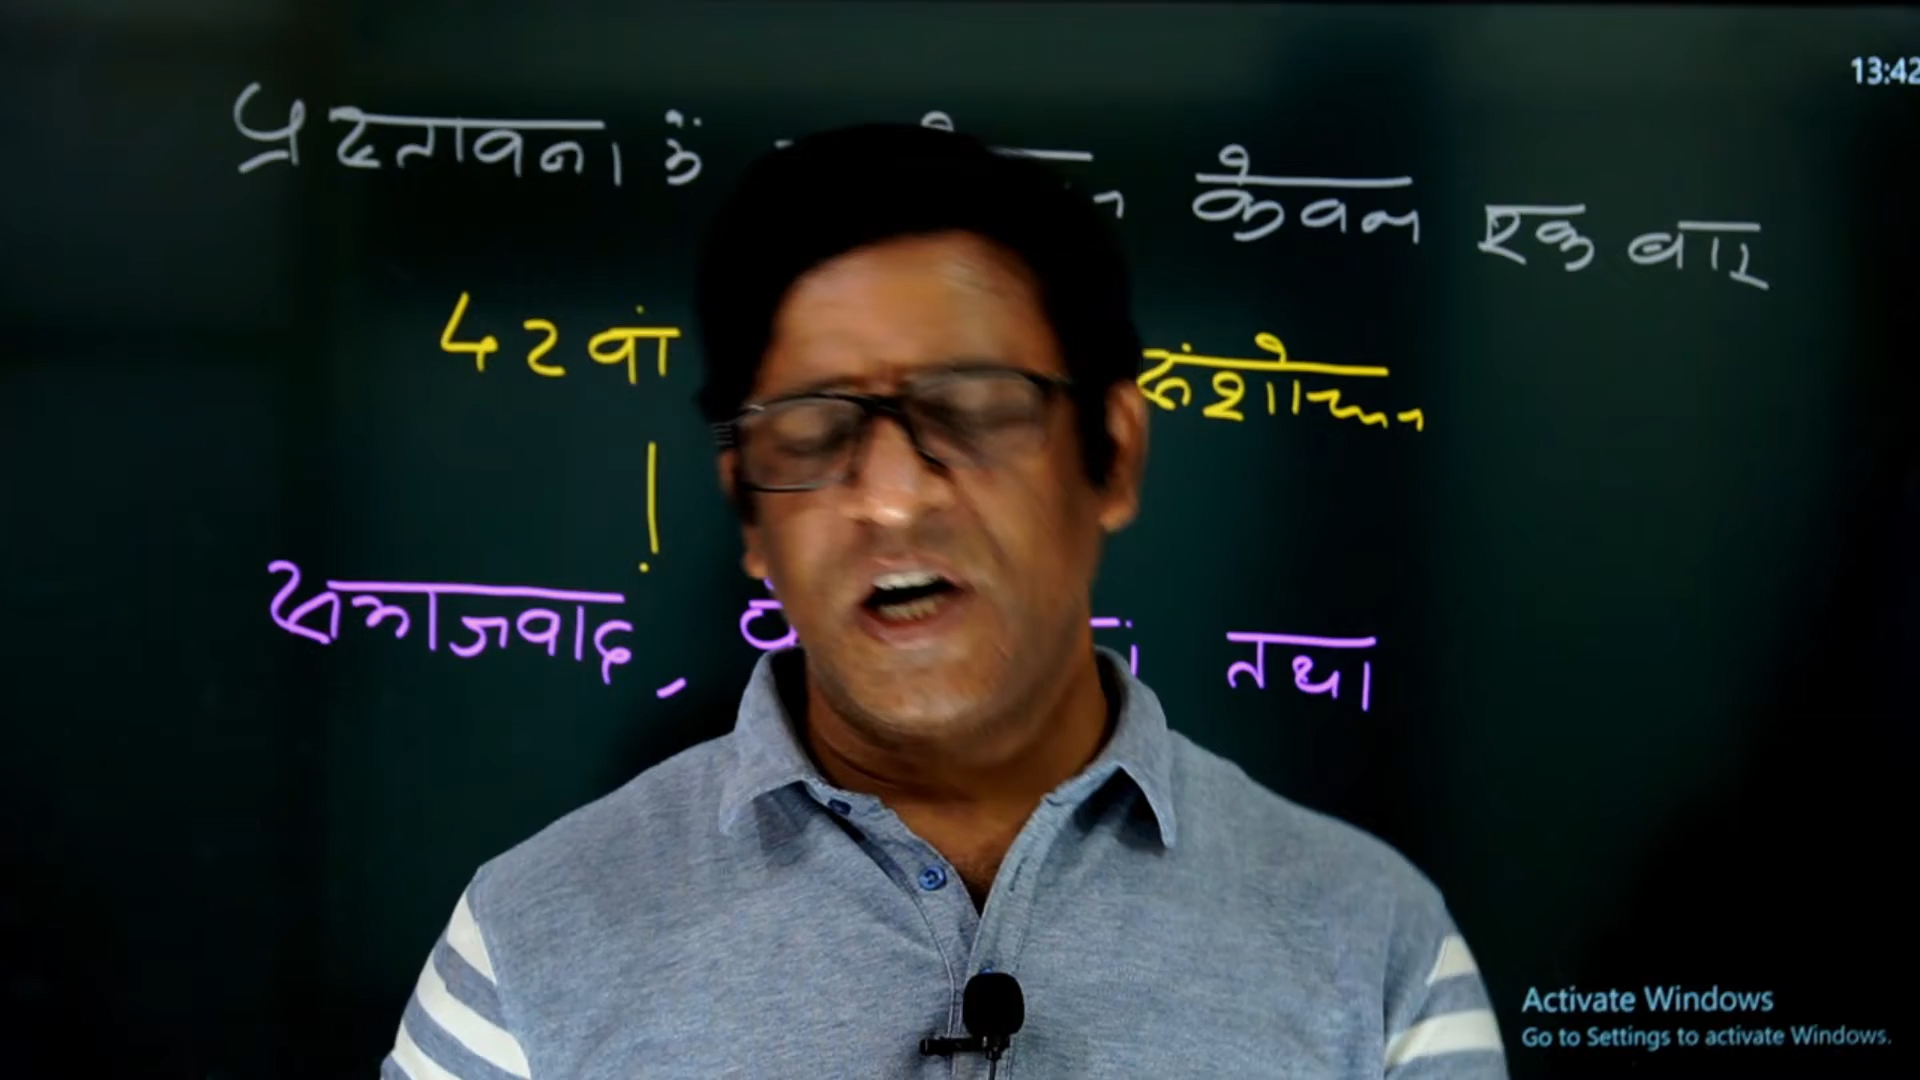 13:42
प्रस्तावना में केवल एक बार
42वां संशोधन
समाजवाद, तथा
Activate Windows
Go to Settings to activate Windows.